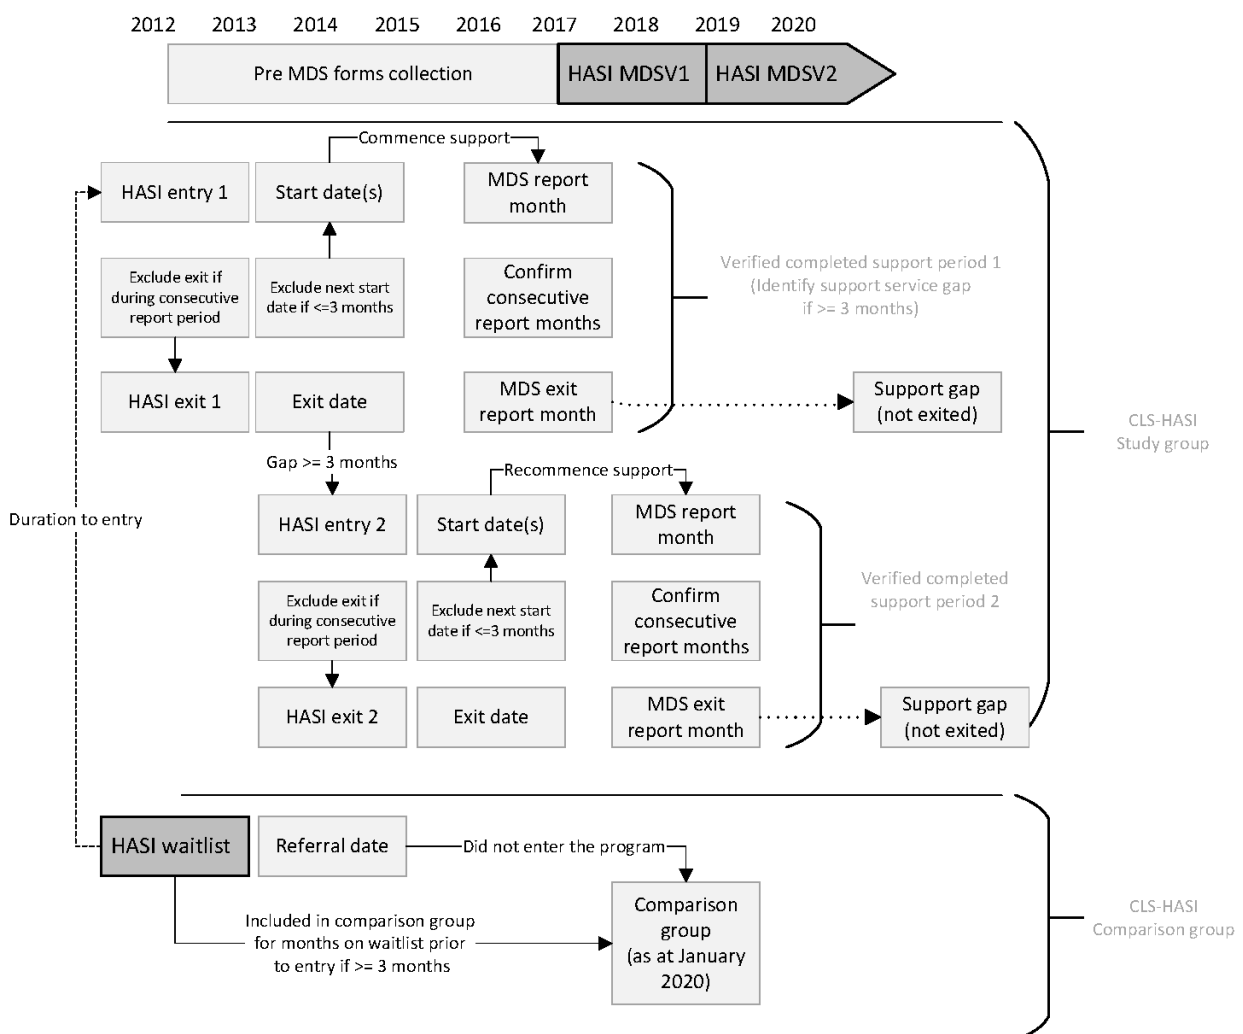 2012 2013 2014 2015 2016 2017 2018 2019 2020
Pre MDS forms collection
HASI MDSV1
HASI MDSV2
Commence support
HASI entry 1
Start date(s)
MDS report
month
Exclude exit if
during consecutive
report period
Exclude next start
date if <=3 months
Confirm
consecutive
report months
Verified completed support period 1
(Identify support service gap
if >= 3 months)
HASI exit 1
Exit date
MDS exit
report month
Support gap
(not exited)
CLS-HASI
Study group
Gap >= 3 months
Recommence support
Duration to entry
HASI entry 2
Start date(s)
MDS report
month
Exclude exit if
during consecutive
report period
Exclude next start
date if <=3 months
Confirm
consecutive
report months
Verified completed
support period 2
HASI exit 2
Exit date
MDS exit
report month
Support gap
(not exited)
HASI waitlist
Referral date
Did not enter the program
Included in comparison group
for months on waitlist prior
to entry if >= 3 months
Comparison
group
(as at January
2020)
CLS-HASI
Comparison group